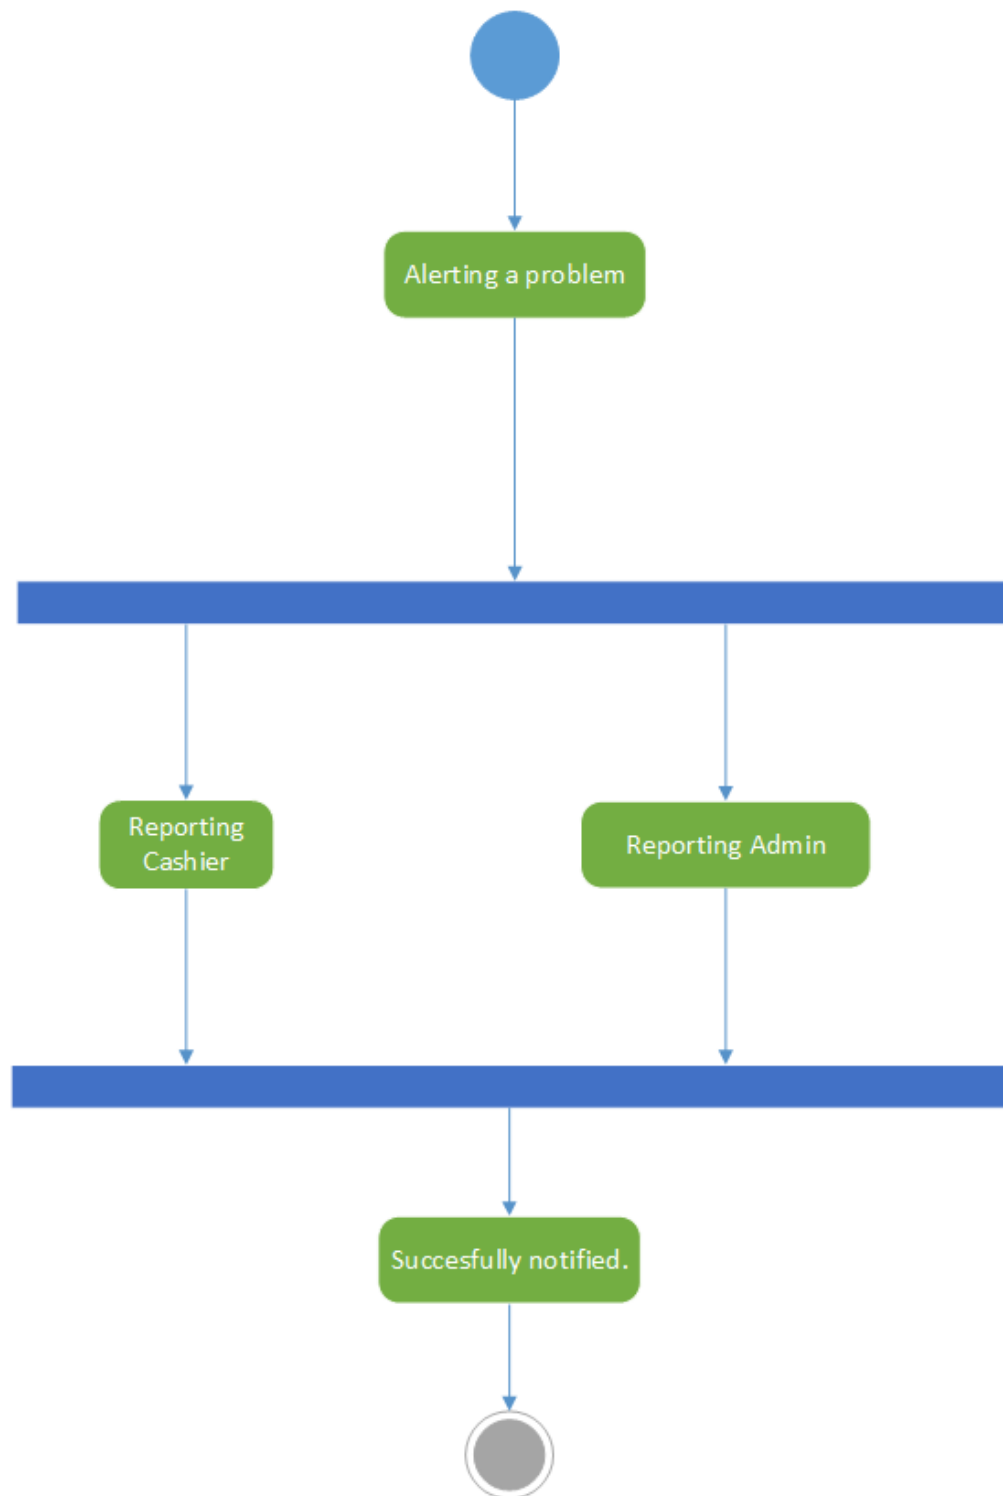 Alerting a problem
Reporting
Cashier
Reporting Admin
Succesfully notified.